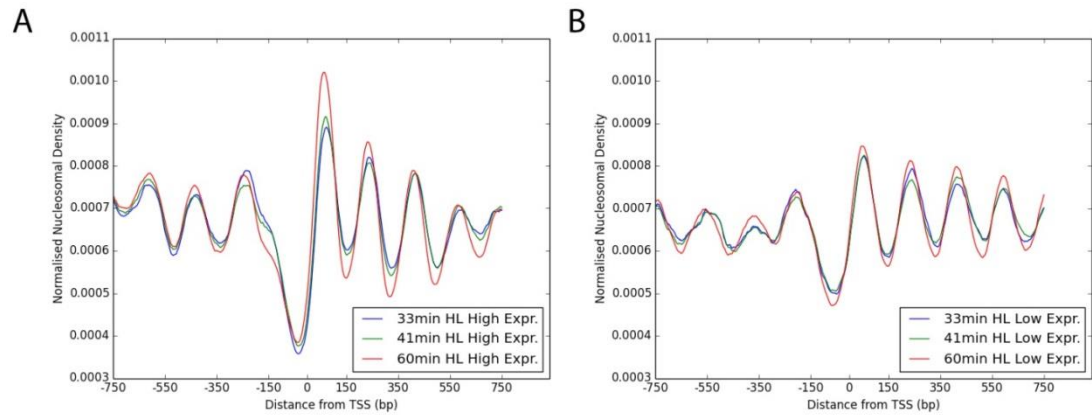 A
0.0011
0.0010
0.0009
0.0008
0.0007
0.0006
0.0005
0.0004
0.0003
Normalised Nucleosomal Density
-750 -550 -350 -150 0 150 350 550 750
Distance from TSS (bp)
33min HL High Expr.
41min HL High Expr.
60min HL High Expr.
B
0.0011
0.0010
0.0009
0.0008
0.0007
0.0006
0.0005
0.0004
0.0003
Normalised Nucleosomal Density
-750 -550 -350 -150 0 150 350 550 750
Distance from TSS (bp)
33min HL Low Expr.
41min HL Low Expr.
60min HL Low Expr.